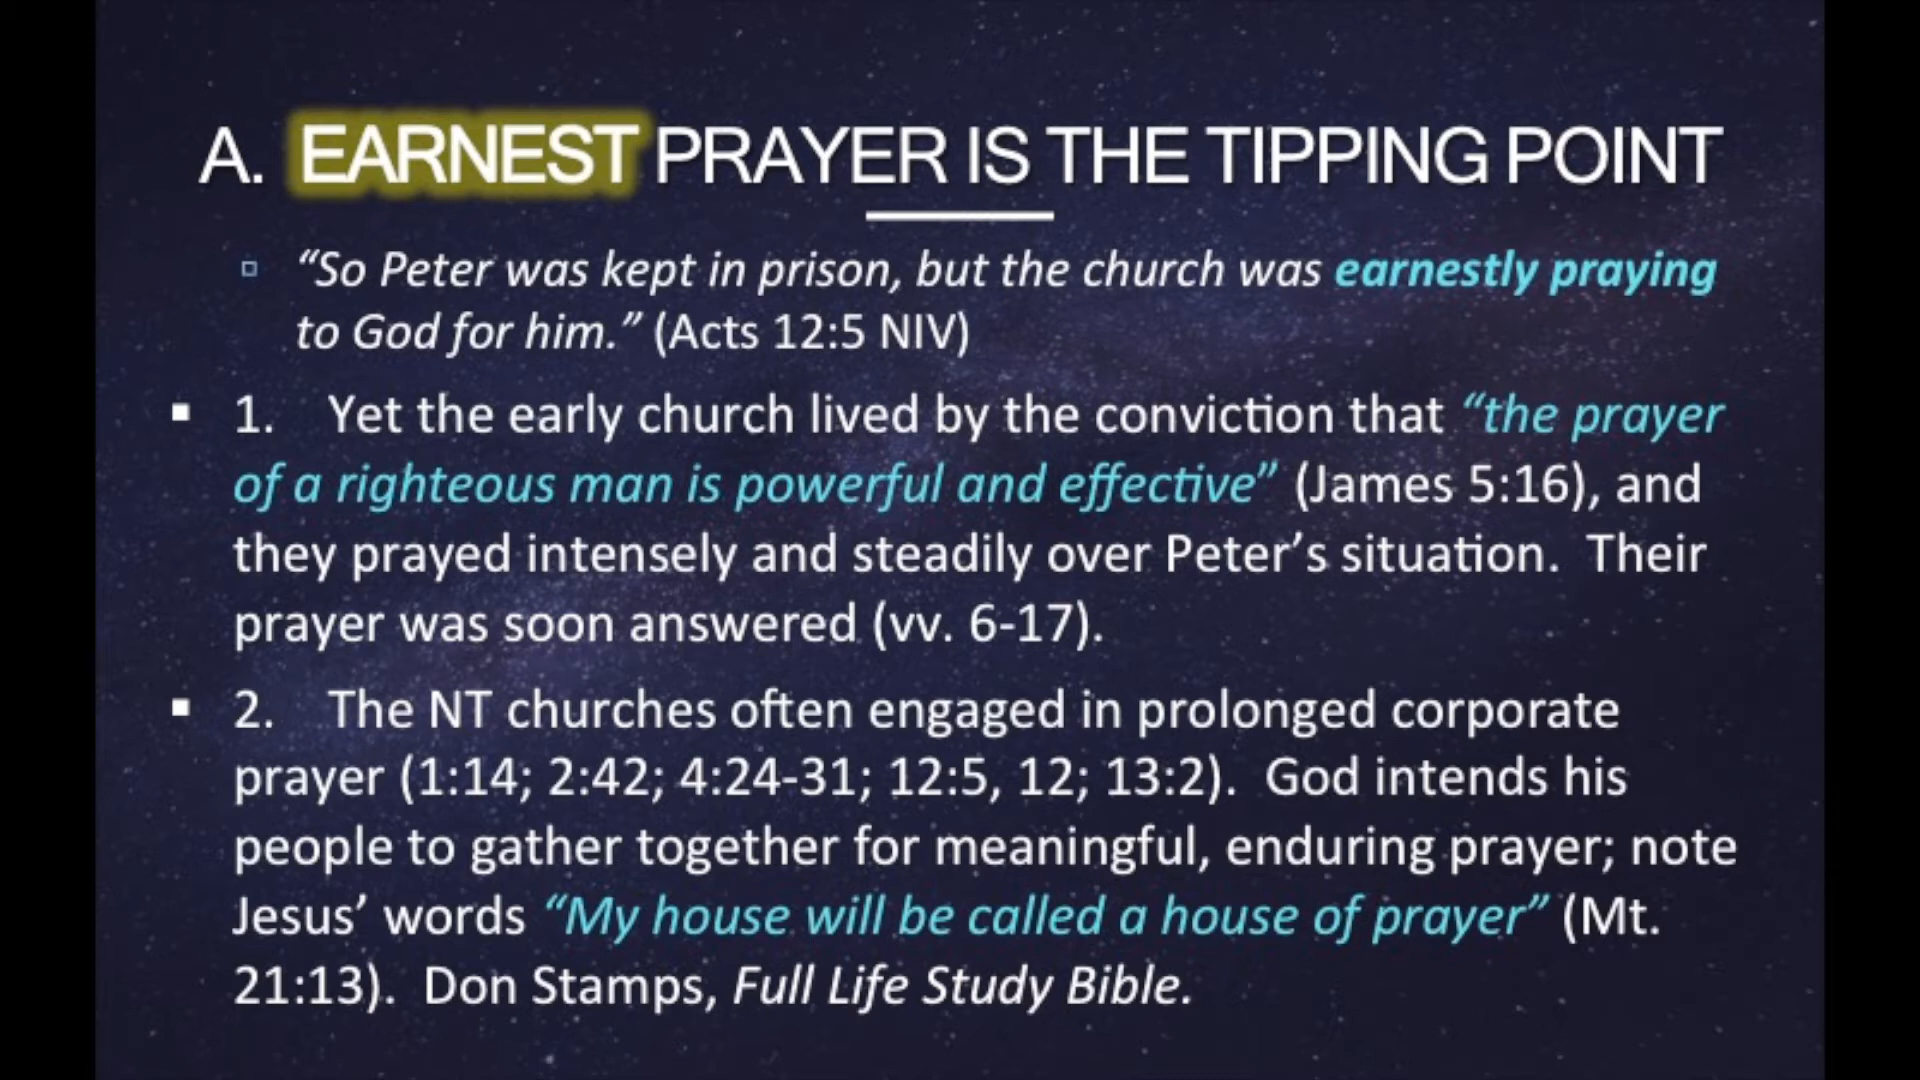 A. EARNEST PRAYER IS THE TIPPING POINT
“So Peter was kept in prison, but the church was earnestly praying
to God for him.” (Acts 12:5 NIV)
1. Yet the early church lived by the conviction that “the prayer
of a righteous man is powerful and effective” (James 5:16), and
they prayed intensely and steadily over Peter’s situation. Their
prayer was soon answered (vv. 6-17).
2. The NT churches often engaged in prolonged corporate
prayer (1:14; 2:42; 4:24-31; 12:5, 12; 13:2). God intends his
people to gather together for meaningful, enduring prayer; note
Jesus’ words “My house will be called a house of prayer” (Mt.
21:13). Don Stamps, Full Life Study Bible.